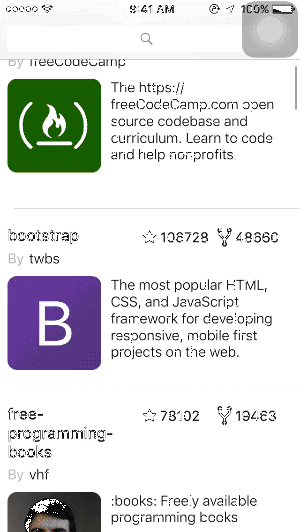 9:41 AM 100%
By freeCodeCamp
The https://
freeCodeCamp.com open
source codebase and
curriculum. Learn to code
and help nonprofits.
bootstrap 108728 48660
By twbs
B
The most popular HTML,
CSS, and JavaScript
framework for developing
responsive, mobile first
projects on the web.
free-
programming-
books
78102 19463
By vhf
:books: Freely available
programming books